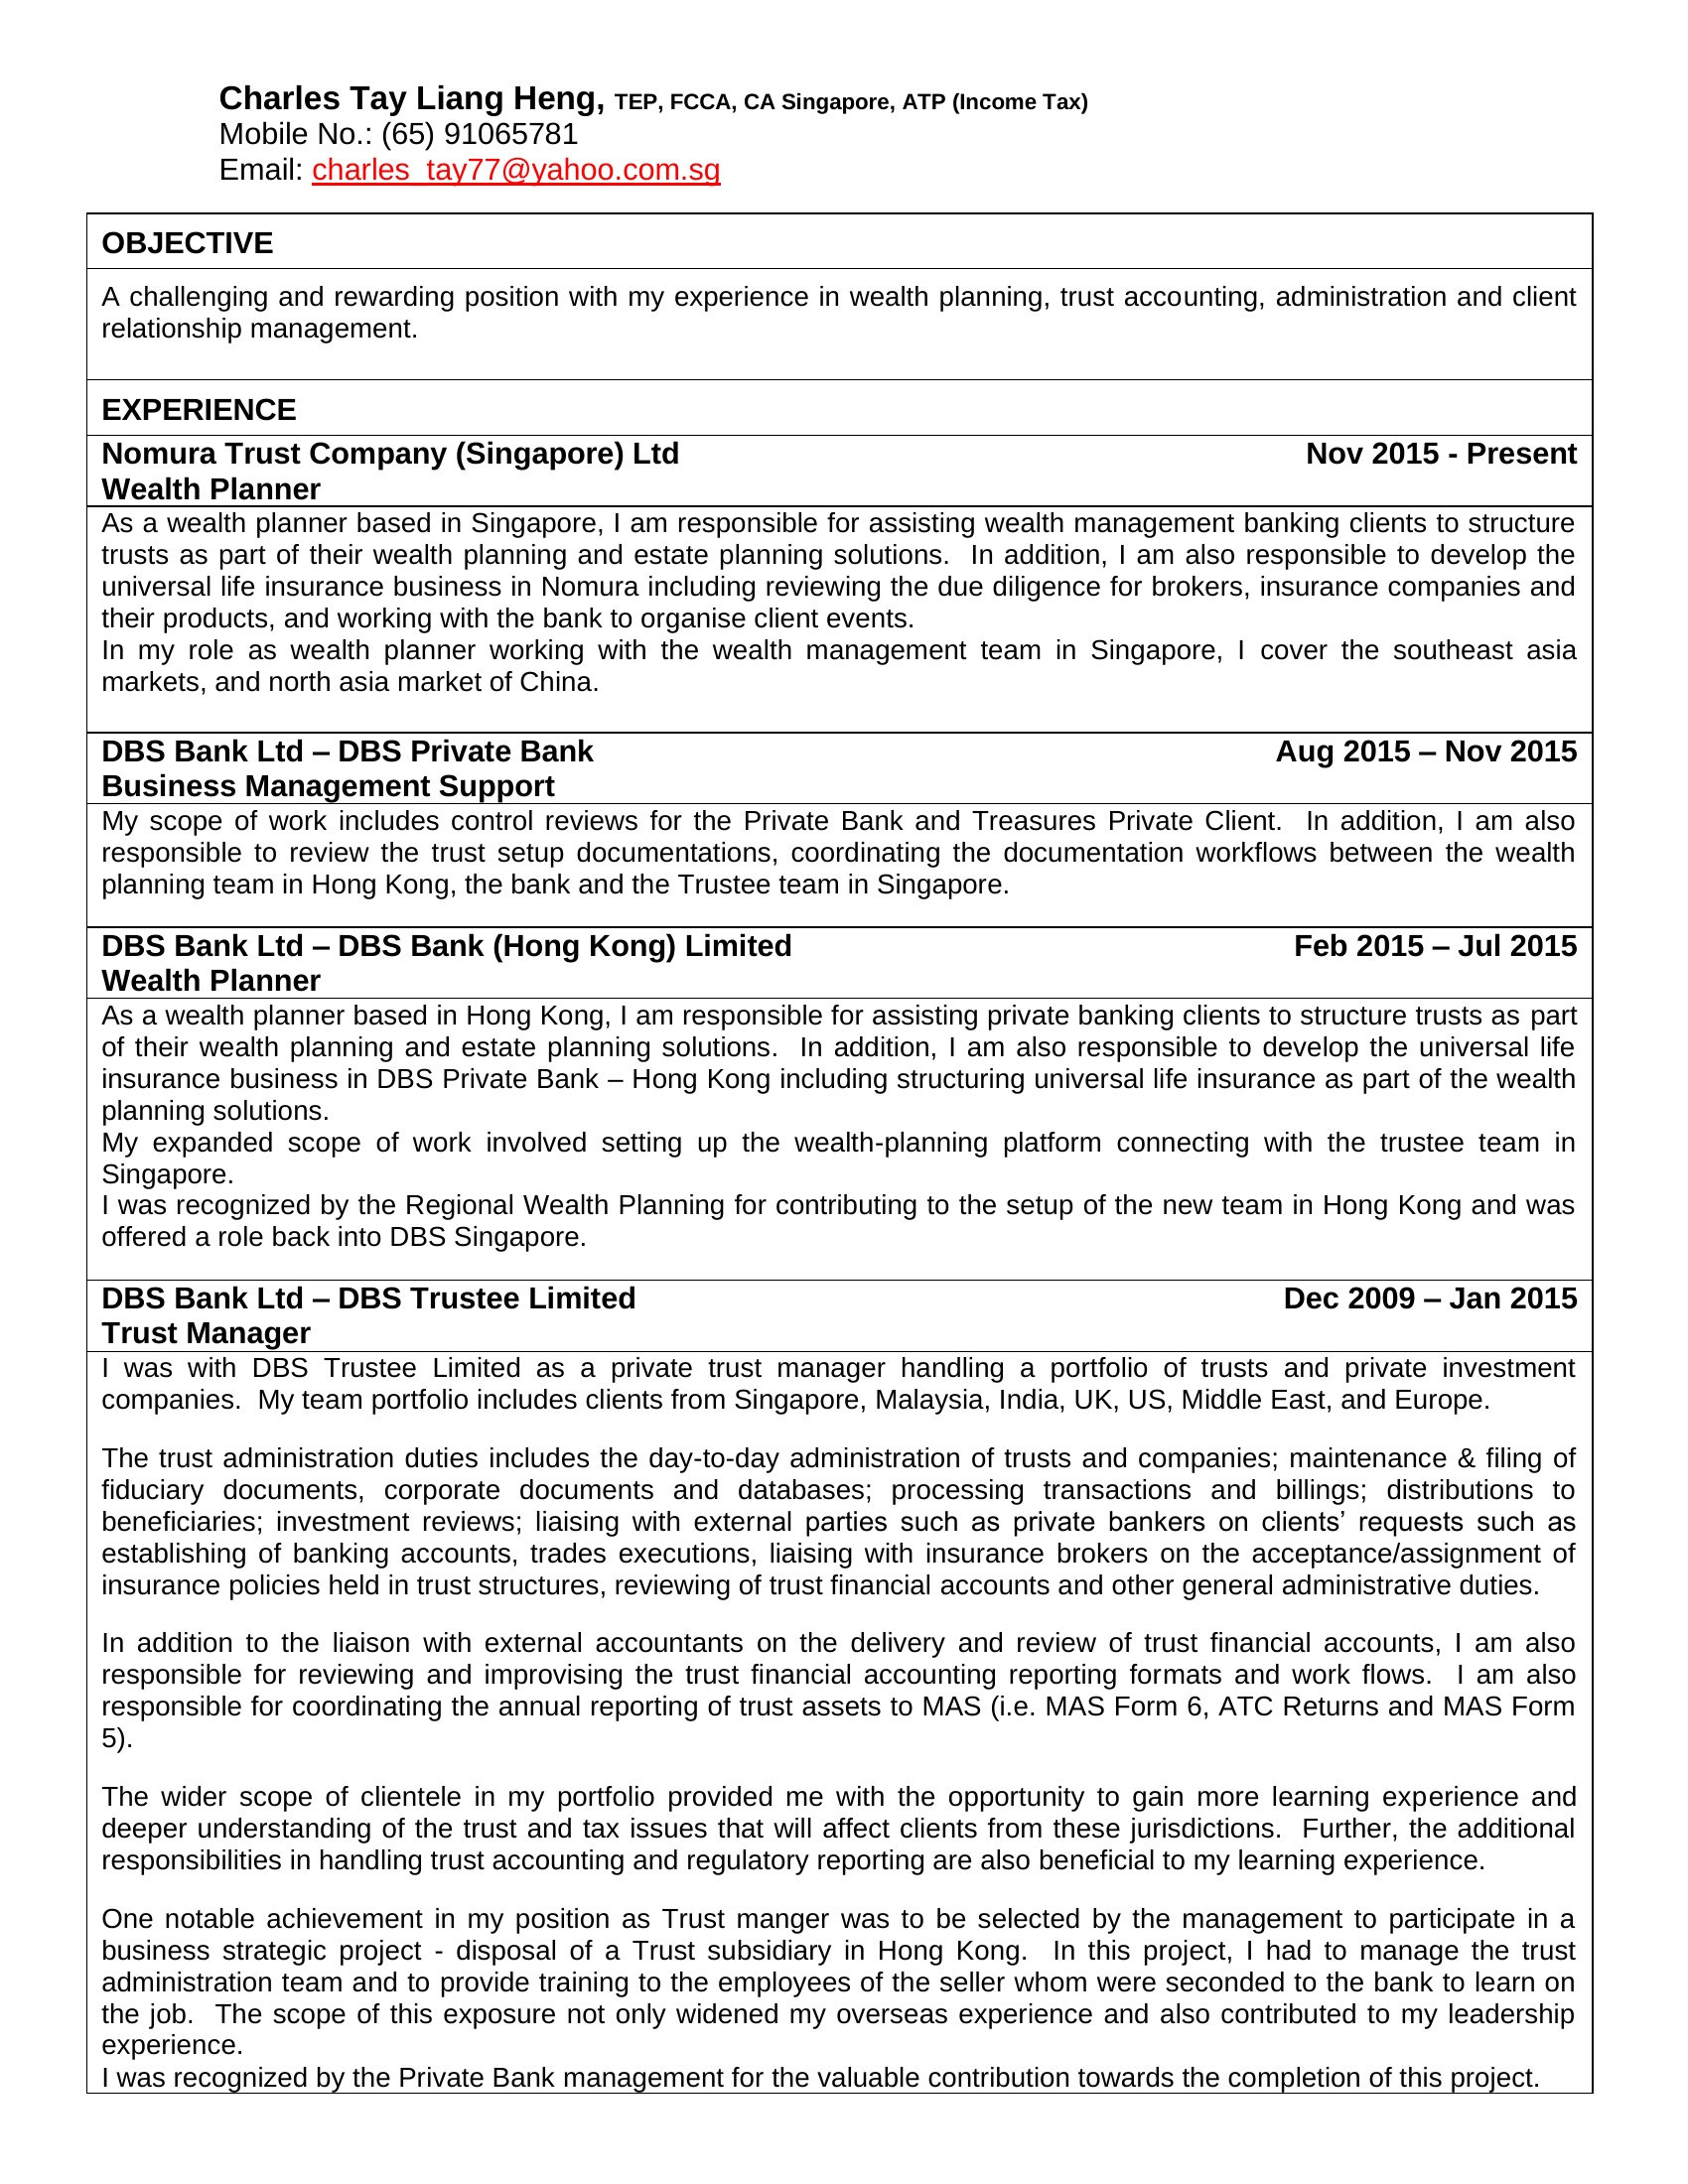 Charles Tay Liang Heng, TEP, FCCA, CA Singapore, ATP (Income Tax)
Mobile No.: (65) 91065781
Email: charles_tay77@yahoo.com.sg
OBJECTIVE
A challenging and rewarding position with my experience in wealth planning, trust accounting, administration and client
relationship management.
EXPERIENCE
Nomura Trust Company (Singapore) Ltd Nov 2015 - Present
Wealth Planner
As a wealth planner based in Singapore, I am responsible for assisting wealth management banking clients to structure
trusts as part of their wealth planning and estate planning solutions. In addition, I am also responsible to develop the
universal life insurance business in Nomura including reviewing the due diligence for brokers, insurance companies and
their products, and working with the bank to organise client events.
In my role as wealth planner working with the wealth management team in Singapore, I cover the southeast asia
markets, and north asia market of China.
DBS Bank Ltd – DBS Private Bank Aug 2015 – Nov 2015
Business Management Support
My scope of work includes control reviews for the Private Bank and Treasures Private Client. In addition, I am also
responsible to review the trust setup documentations, coordinating the documentation workflows between the wealth
planning team in Hong Kong, the bank and the Trustee team in Singapore.
DBS Bank Ltd – DBS Bank (Hong Kong) Limited Feb 2015 – Jul 2015
Wealth Planner
As a wealth planner based in Hong Kong, I am responsible for assisting private banking clients to structure trusts as part
of their wealth planning and estate planning solutions. In addition, I am also responsible to develop the universal life
insurance business in DBS Private Bank – Hong Kong including structuring universal life insurance as part of the wealth
planning solutions.
My expanded scope of work involved setting up the wealth-planning platform connecting with the trustee team in
Singapore.
I was recognized by the Regional Wealth Planning for contributing to the setup of the new team in Hong Kong and was
offered a role back into DBS Singapore.
DBS Bank Ltd – DBS Trustee Limited Dec 2009 – Jan 2015
Trust Manager
I was with DBS Trustee Limited as a private trust manager handling a portfolio of trusts and private investment
companies. My team portfolio includes clients from Singapore, Malaysia, India, UK, US, Middle East, and Europe.
The trust administration duties includes the day-to-day administration of trusts and companies; maintenance & filing of
fiduciary documents, corporate documents and databases; processing transactions and billings; distributions to
beneficiaries; investment reviews; liaising with external parties such as private bankers on clients’ requests such as
establishing of banking accounts, trades executions, liaising with insurance brokers on the acceptance/assignment of
insurance policies held in trust structures, reviewing of trust financial accounts and other general administrative duties.
In addition to the liaison with external accountants on the delivery and review of trust financial accounts, I am also
responsible for reviewing and improvising the trust financial accounting reporting formats and work flows. I am also
responsible for coordinating the annual reporting of trust assets to MAS (i.e. MAS Form 6, ATC Returns and MAS Form
5).
The wider scope of clientele in my portfolio provided me with the opportunity to gain more learning experience and
deeper understanding of the trust and tax issues that will affect clients from these jurisdictions. Further, the additional
responsibilities in handling trust accounting and regulatory reporting are also beneficial to my learning experience.
One notable achievement in my position as Trust manger was to be selected by the management to participate in a
business strategic project - disposal of a Trust subsidiary in Hong Kong. In this project, I had to manage the trust
administration team and to provide training to the employees of the seller whom were seconded to the bank to learn on
the job. The scope of this exposure not only widened my overseas experience and also contributed to my leadership
experience.
I was recognized by the Private Bank management for the valuable contribution towards the completion of this project.